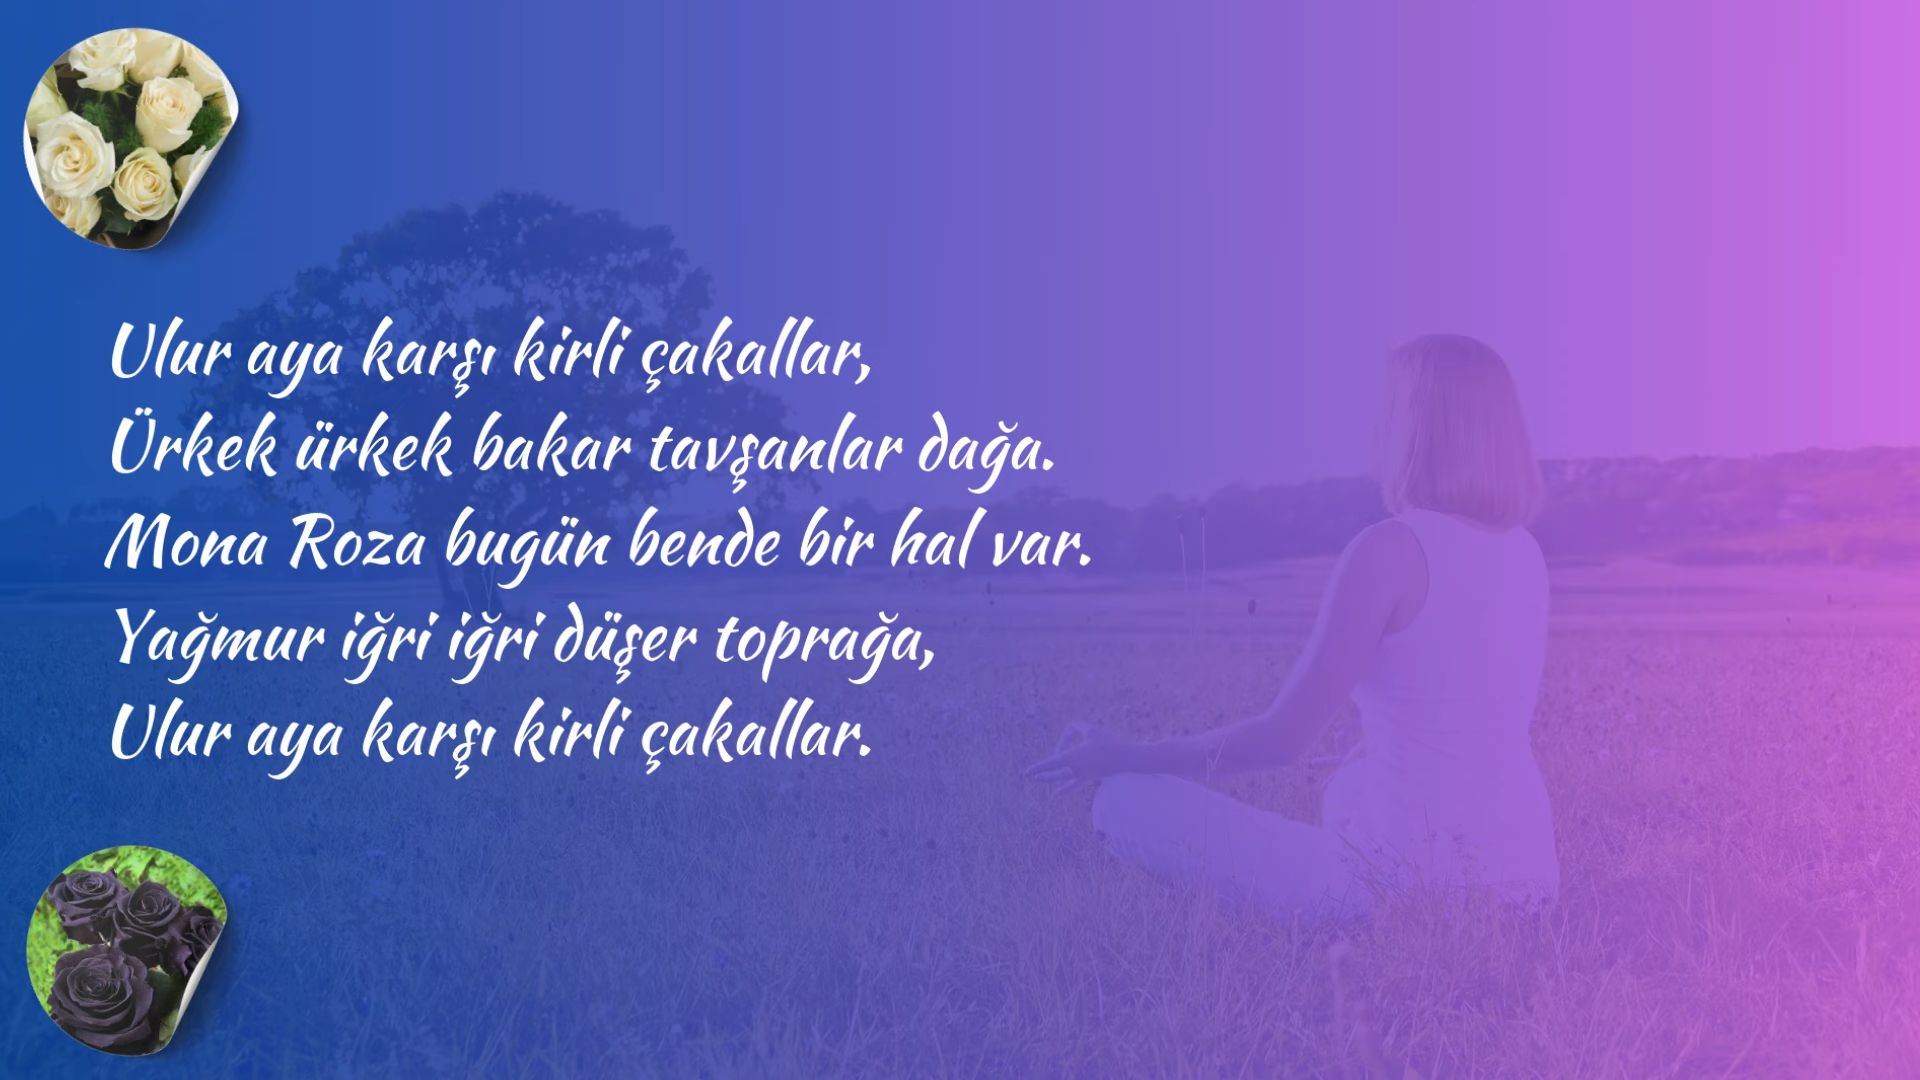 Ulur aya karşı kirli çakallar,
Ürkek ürkek bakar tavşanlar dağa.
Mona Roza bugün bende bir hal var.
Yağmur iğri iğri düşer toprağa,
Ulur aya karşı kirli çakallar.